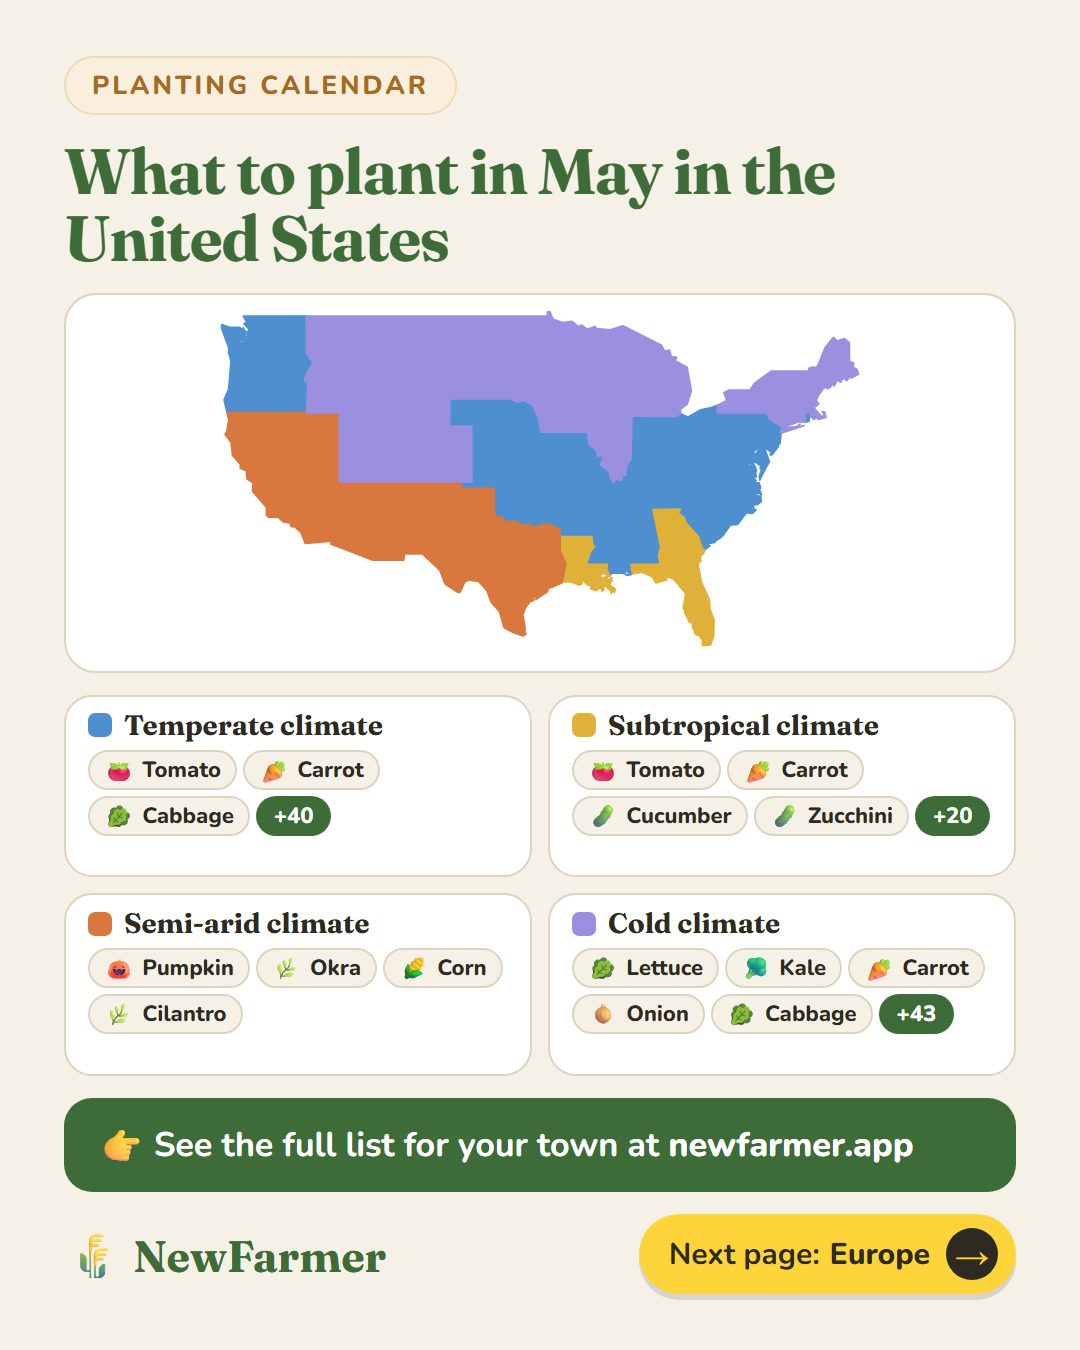 PLANTING CALENDAR
What to plant in May in the
United States
Temperate climate
Tomato Carrot
Cabbage +40
Subtropical climate
Tomato Carrot
Cucumber Zucchini +20
Semi-arid climate
Pumpkin Okra Corn
Cilantro
Cold climate
Lettuce Kale Carrot
Onion Cabbage +43
See the full list for your town at newfarmer.app
NewFarmer
Next page: Europe →